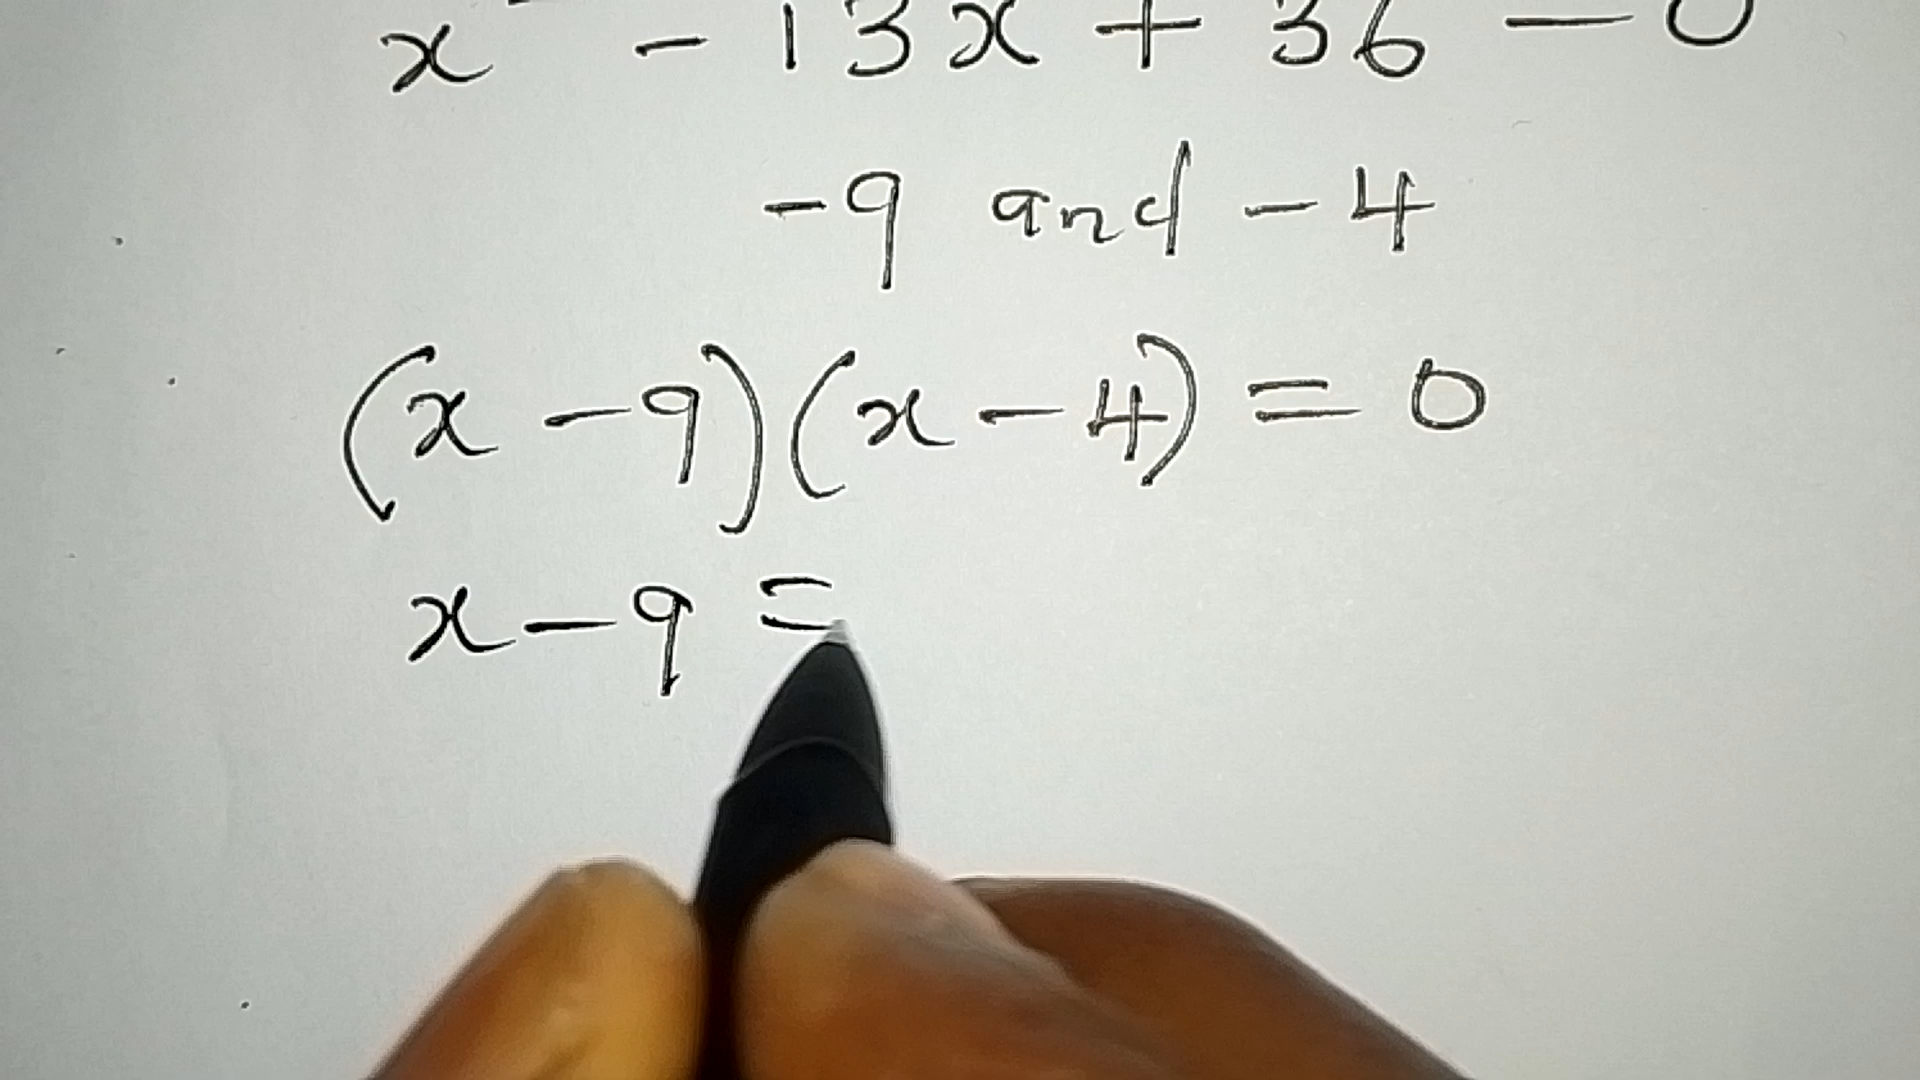 x² - 13x + 36 = 0
-9 and -4
(x - 9)(x - 4) = 0
x - 9 =